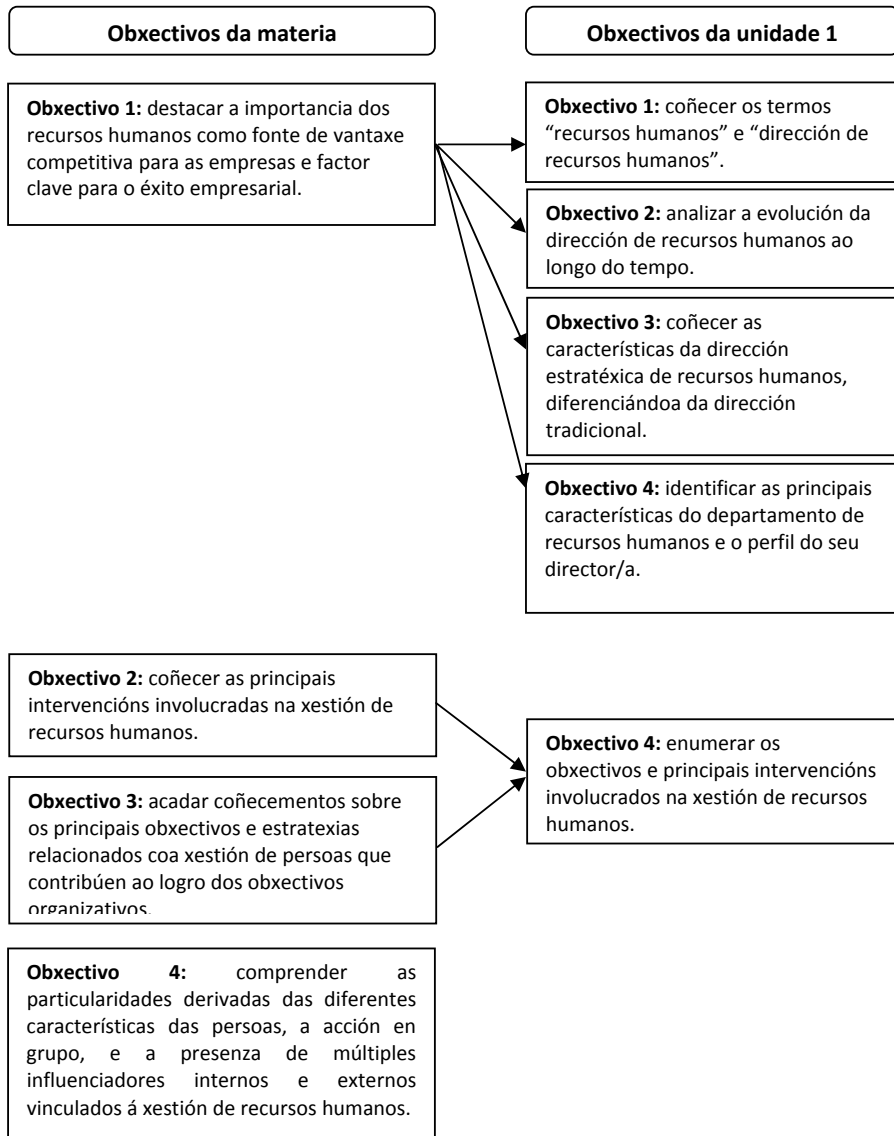 Obxectivos da materia
Obxectivos da unidade 1
Obxectivo 1: destacar a importancia dos
recursos humanos como fonte de vantaxe
competitiva para as empresas e factor
clave para o éxito empresarial.
Obxectivo 1: coñecer os termos
“recursos humanos” e “dirección de
recursos humanos”.
Obxectivo 2: analizar a evolución da
dirección de recursos humanos ao
longo do tempo.
Obxectivo 3: coñecer as
características da dirección
estratéxica de recursos humanos,
diferenciándoa da dirección
tradicional.
Obxectivo 4: identificar as principais
características do departamento de
recursos humanos e o perfil do seu
director/a.
Obxectivo 2: coñecer as principais
intervencións involucradas na xestión de
recursos humanos.
Obxectivo 3: acadar coñecementos sobre
os principais obxectivos e estratexias
relacionados coa xestión de persoas que
contribúen ao logro dos obxectivos
organizativos.
Obxectivo 4: enumerar os
obxectivos e principais intervencións
involucrados na xestión de recursos
humanos.
Obxectivo 4: comprender as
particularidades derivadas das diferentes
características das persoas, a acción en
grupo, e a presenza de múltiples
influenciadores internos e externos
vinculados á xestión de recursos humanos.